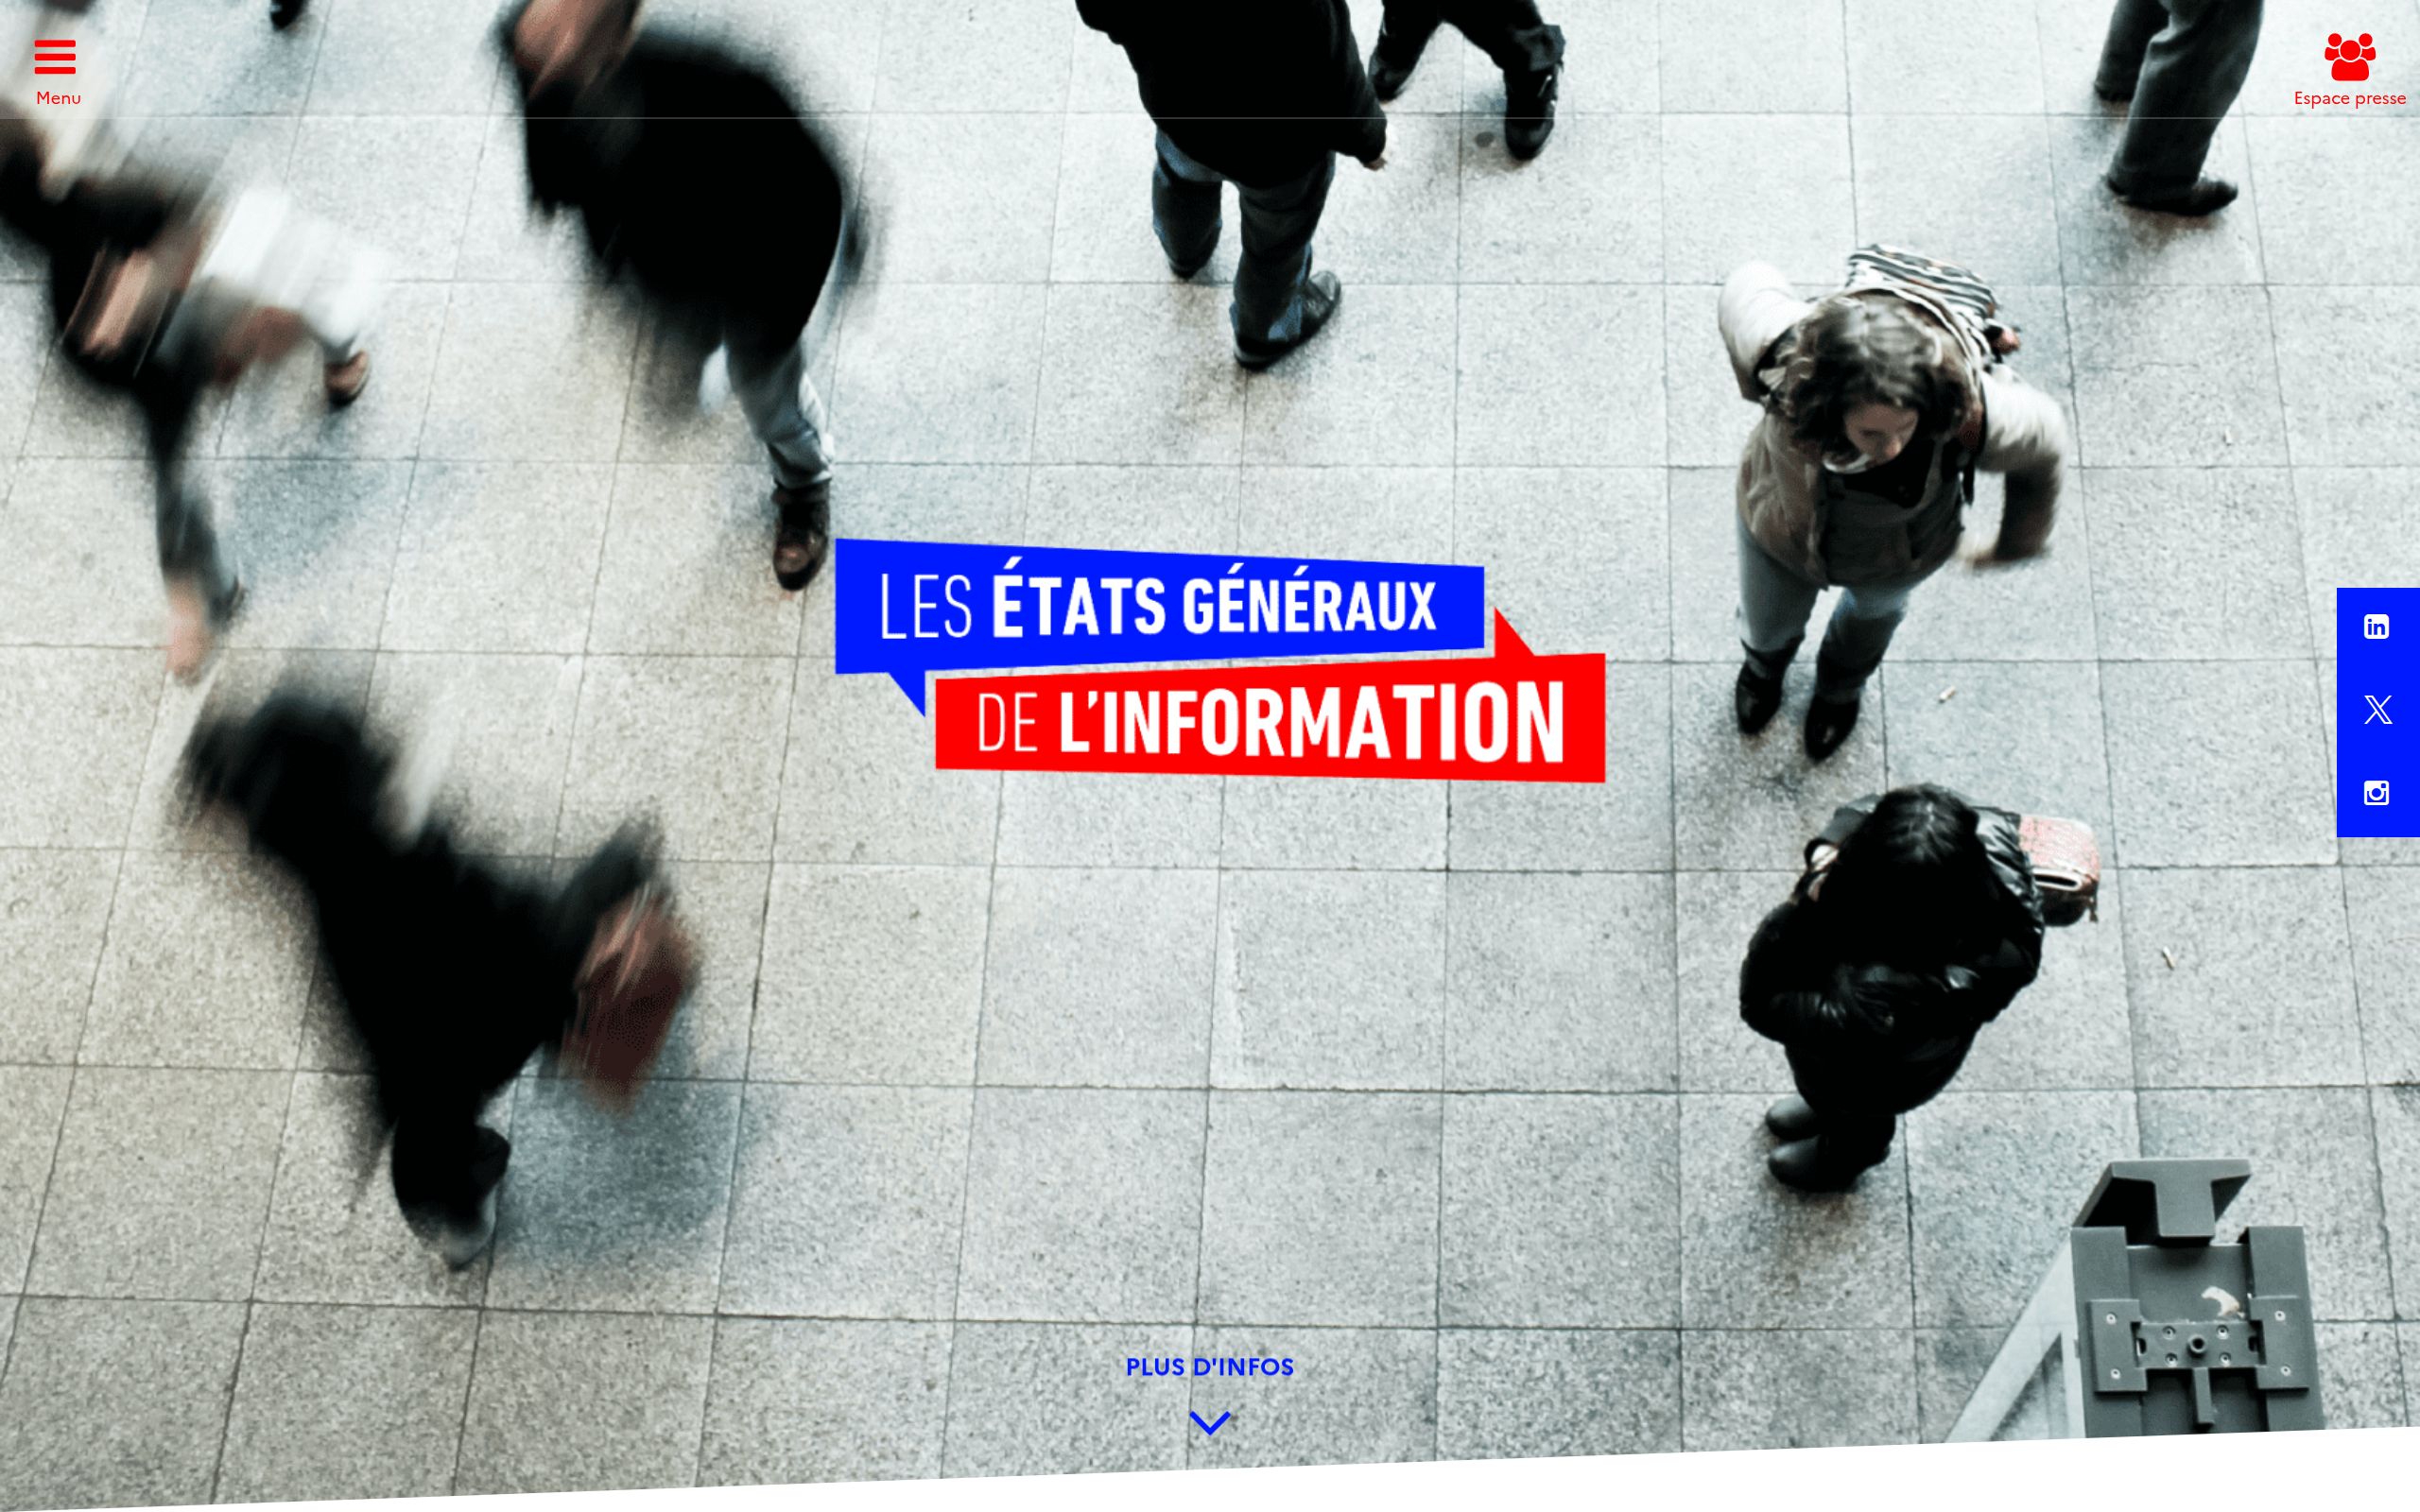 Menu
Espace presse
LES ÉTATS GÉNÉRAUX
DE L'INFORMATION
PLUS D'INFOS